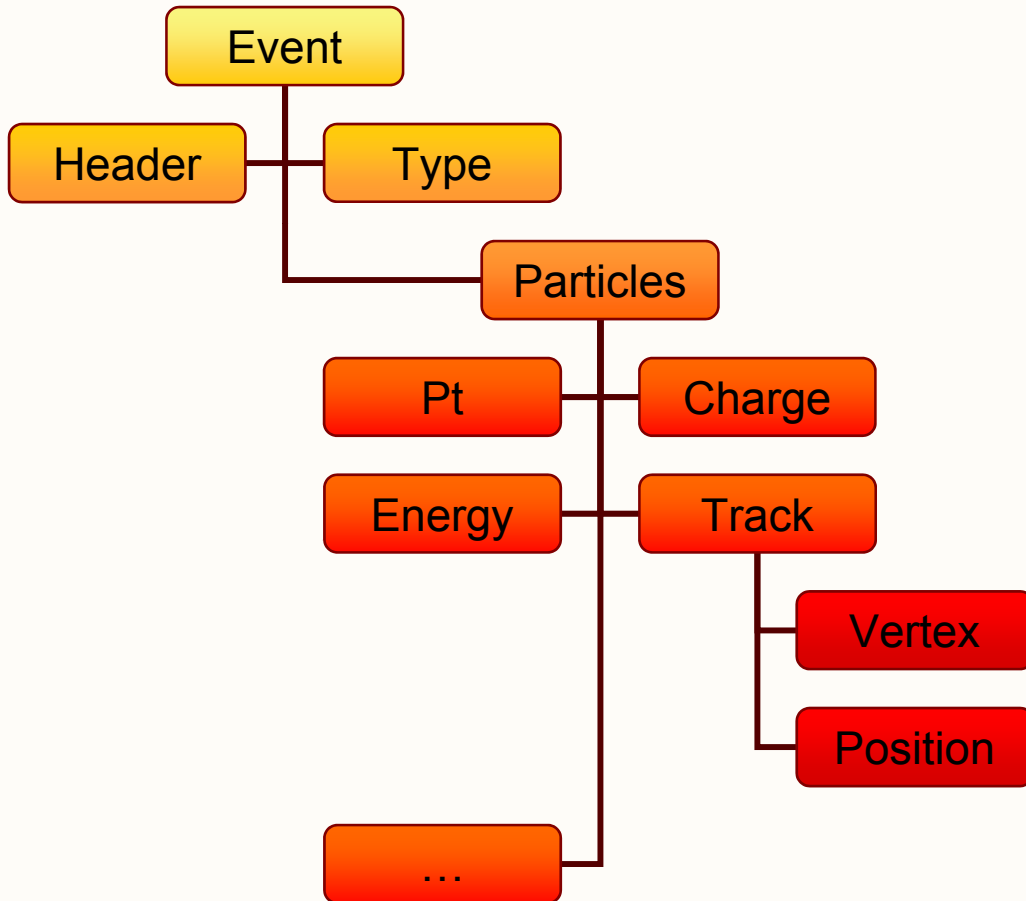 Event
Header
Type
Particles
Pt
Charge
Energy
Track
Vertex
Position
…